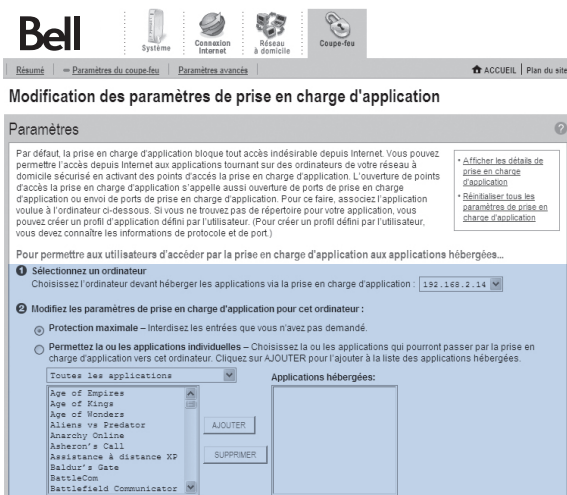 Bell
Système
Connexion
Internet
Réseau
à domicile
Coupe-feu
Résumé
Paramètres du coupe-feu
Paramètres avancés
ACCUEIL | Plan du site
Modification des paramètres de prise en charge d'application
Paramètres
?
Par défaut, la prise en charge d'application bloque tout accès indésirable depuis Internet. Vous pouvez
permettre l'accès depuis Internet aux applications tournant sur des ordinateurs de votre réseau à
domicile sécurisé en activant des points d'accés la prise en charge d'application. L'ouverture de points
d'accès la prise en charge d'application s'appelle aussi ouverture de ports de prise en charge
d'application ou envoi de ports de prise en charge d'application. Pour ce faire, associez l'application
voulue à l'ordinateur ci-dessous. Si vous ne trouvez pas de répertoire pour votre application, vous
pouvez créer un profil d'application défini par l'utilisateur. (Pour créer un profil défini par l'utilisateur,
vous devez connaître les informations de protocole et de port.)
• Afficher les détails de
prise en charge
d'application
• Réinitialiser tous les
paramètres de prise en
charge d'application
Pour permettre aux utilisateurs d'accéder par la prise en charge d'application aux applications hébergées...
1 Sélectionnez un ordinateur
Choisissez l'ordinateur devant héberger les applications via la prise en charge d'application : 192.168.2.14
2 Modifiez les paramètres de prise en charge d'application pour cet ordinateur :
Protection maximale – Interdisez les entrées que vous n'avez pas demandé.
Permettez la ou les applications individuelles – Choisissez la ou les applications qui pourront passer par la prise en
charge d'application vers cet ordinateur. Cliquez sur AJOUTER pour l'ajouter à la liste des applications hébergées.
Toutes les applications
Applications hébergées:
Age of Empires
Age of Kings
Age of Wonders
Aliens vs Predator
Anarchy Online
Asheron's Call
Assistance à distance XP
Baldur's Gate
BattleCom
Battlefield Communicator
AJOUTER
SUPPRIMER